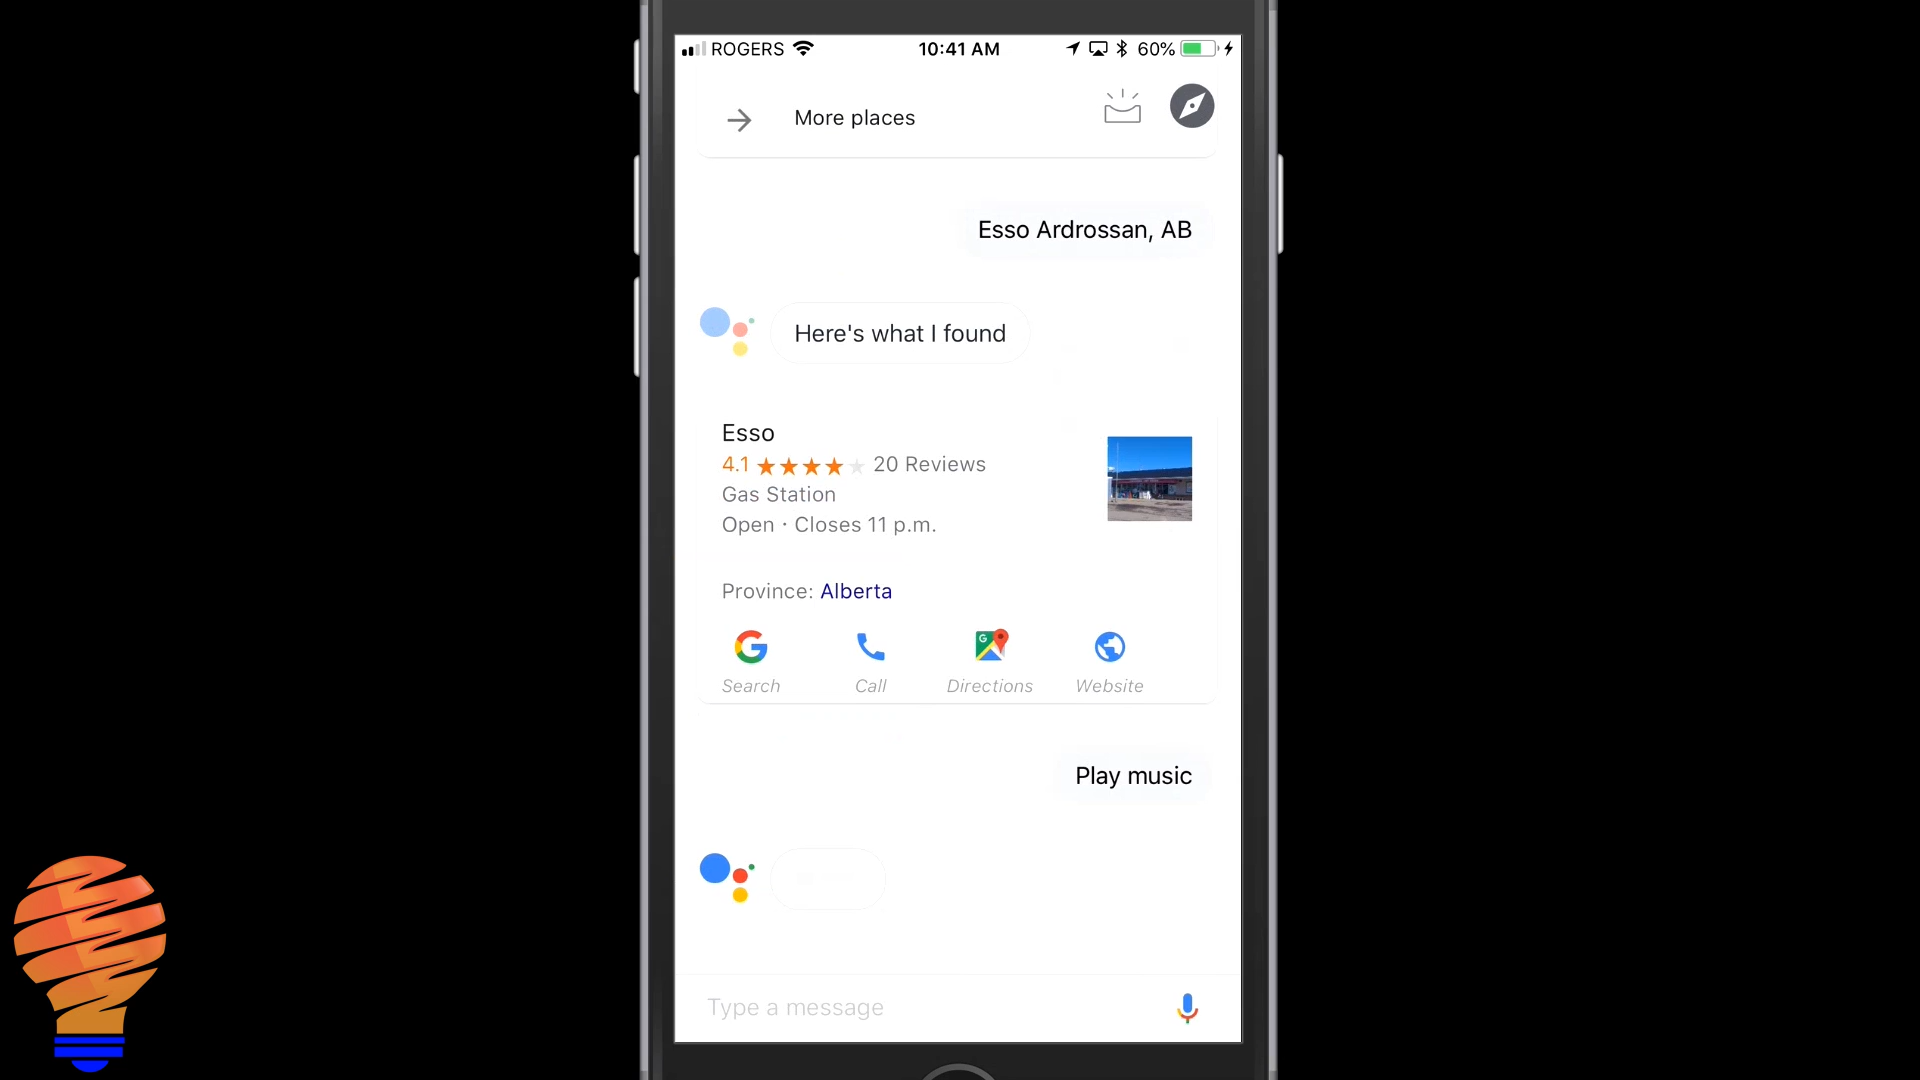 ROGERS 10:41 AM 60%
More places
Esso Ardrossan, AB
Here's what I found
Esso
4.1 20 Reviews
Gas Station
Open · Closes 11 p.m.
Province: Alberta
Search Call Directions Website
Play music
Type a message